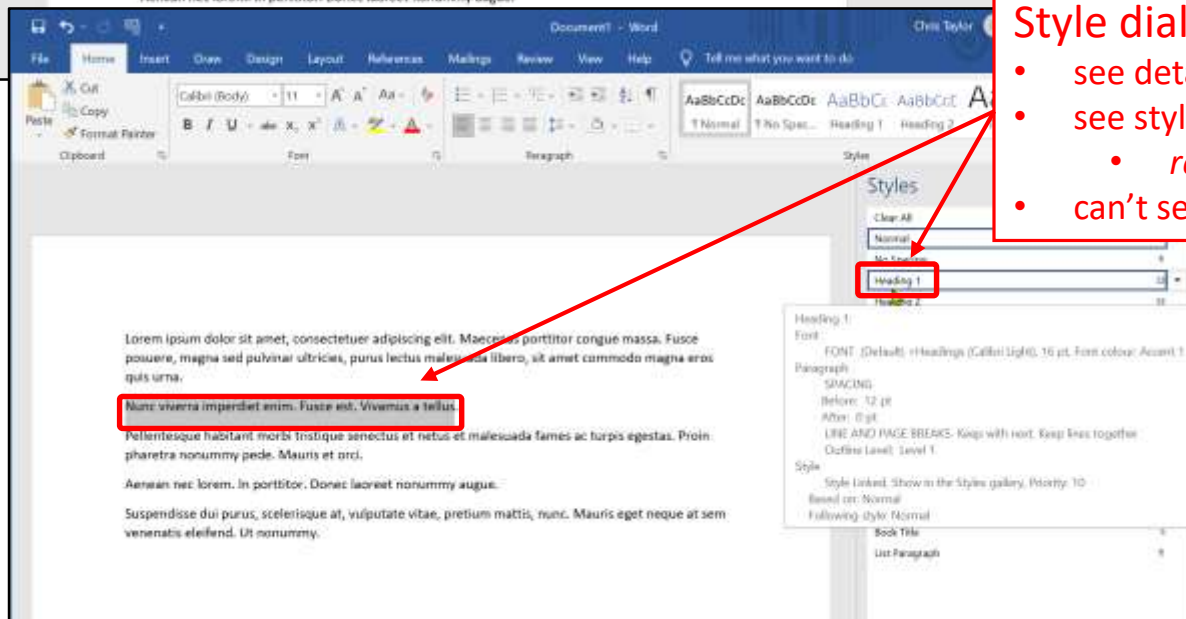 Document1 - Word
Chris Taylor
File Home Insert Draw Design Layout References Mailings Review View Help Tell me what you want to do
Paste
Cut
Copy
Format Painter
Calibri (Body) 11
AaBbCcDc AaBbCcDc AaBbCc AaBbCcC
¶ Normal ¶ No Spac... Heading 1 Heading 2
Clipboard Font Paragraph Styles
Style dial
• see deta
• see styl
•
• can't se
Styles
Clear All
Normal
No Spacing
Heading 1
Heading 2
Heading 1:
Font
FONT (Default) +Headings (Calibri Light), 16 pt, Font colour: Accent 1
Paragraph
SPACING
Before: 12 pt
After: 0 pt
LINE AND PAGE BREAKS: Keep with next, Keep lines together
Outline Level: Level 1
Style
Style Linked, Show in the Styles gallery, Priority: 10
Based on: Normal
Following style: Normal
Book Title
List Paragraph
Lorem ipsum dolor sit amet, consectetuer adipiscing elit. Maecenas porttitor congue massa. Fusce
posuere, magna sed pulvinar ultricies, purus lectus malesuada libero, sit amet commodo magna eros
quis urna.
Nunc viverra imperdiet enim. Fusce est. Vivamus a tellus.
Pellentesque habitant morbi tristique senectus et netus et malesuada fames ac turpis egestas. Proin
pharetra nonummy pede. Mauris et orci.
Aenean nec lorem. In porttitor. Donec laoreet nonummy augue.
Suspendisse dui purus, scelerisque at, vulputate vitae, pretium mattis, nunc. Mauris eget neque at sem
venenatis eleifend. Ut nonummy.